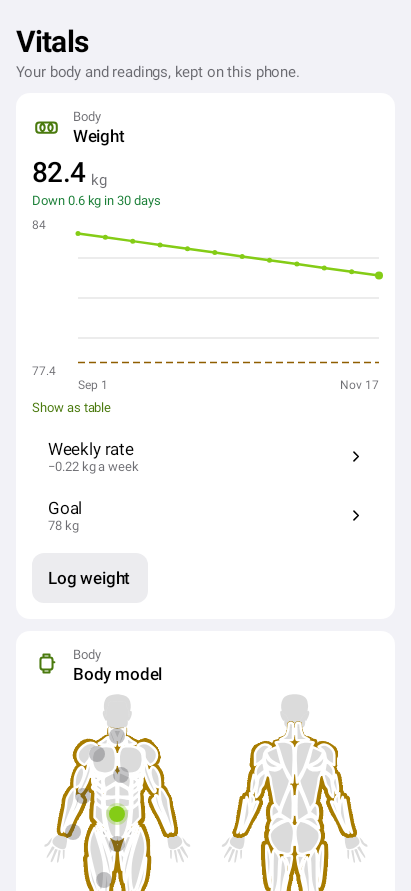 Vitals
Your body and readings, kept on this phone.
Body
Weight
82.4 kg
Down 0.6 kg in 30 days
84
77.4
Sep 1
Nov 17
Show as table
Weekly rate
−0.22 kg a week
Goal
78 kg
Log weight
Body
Body model